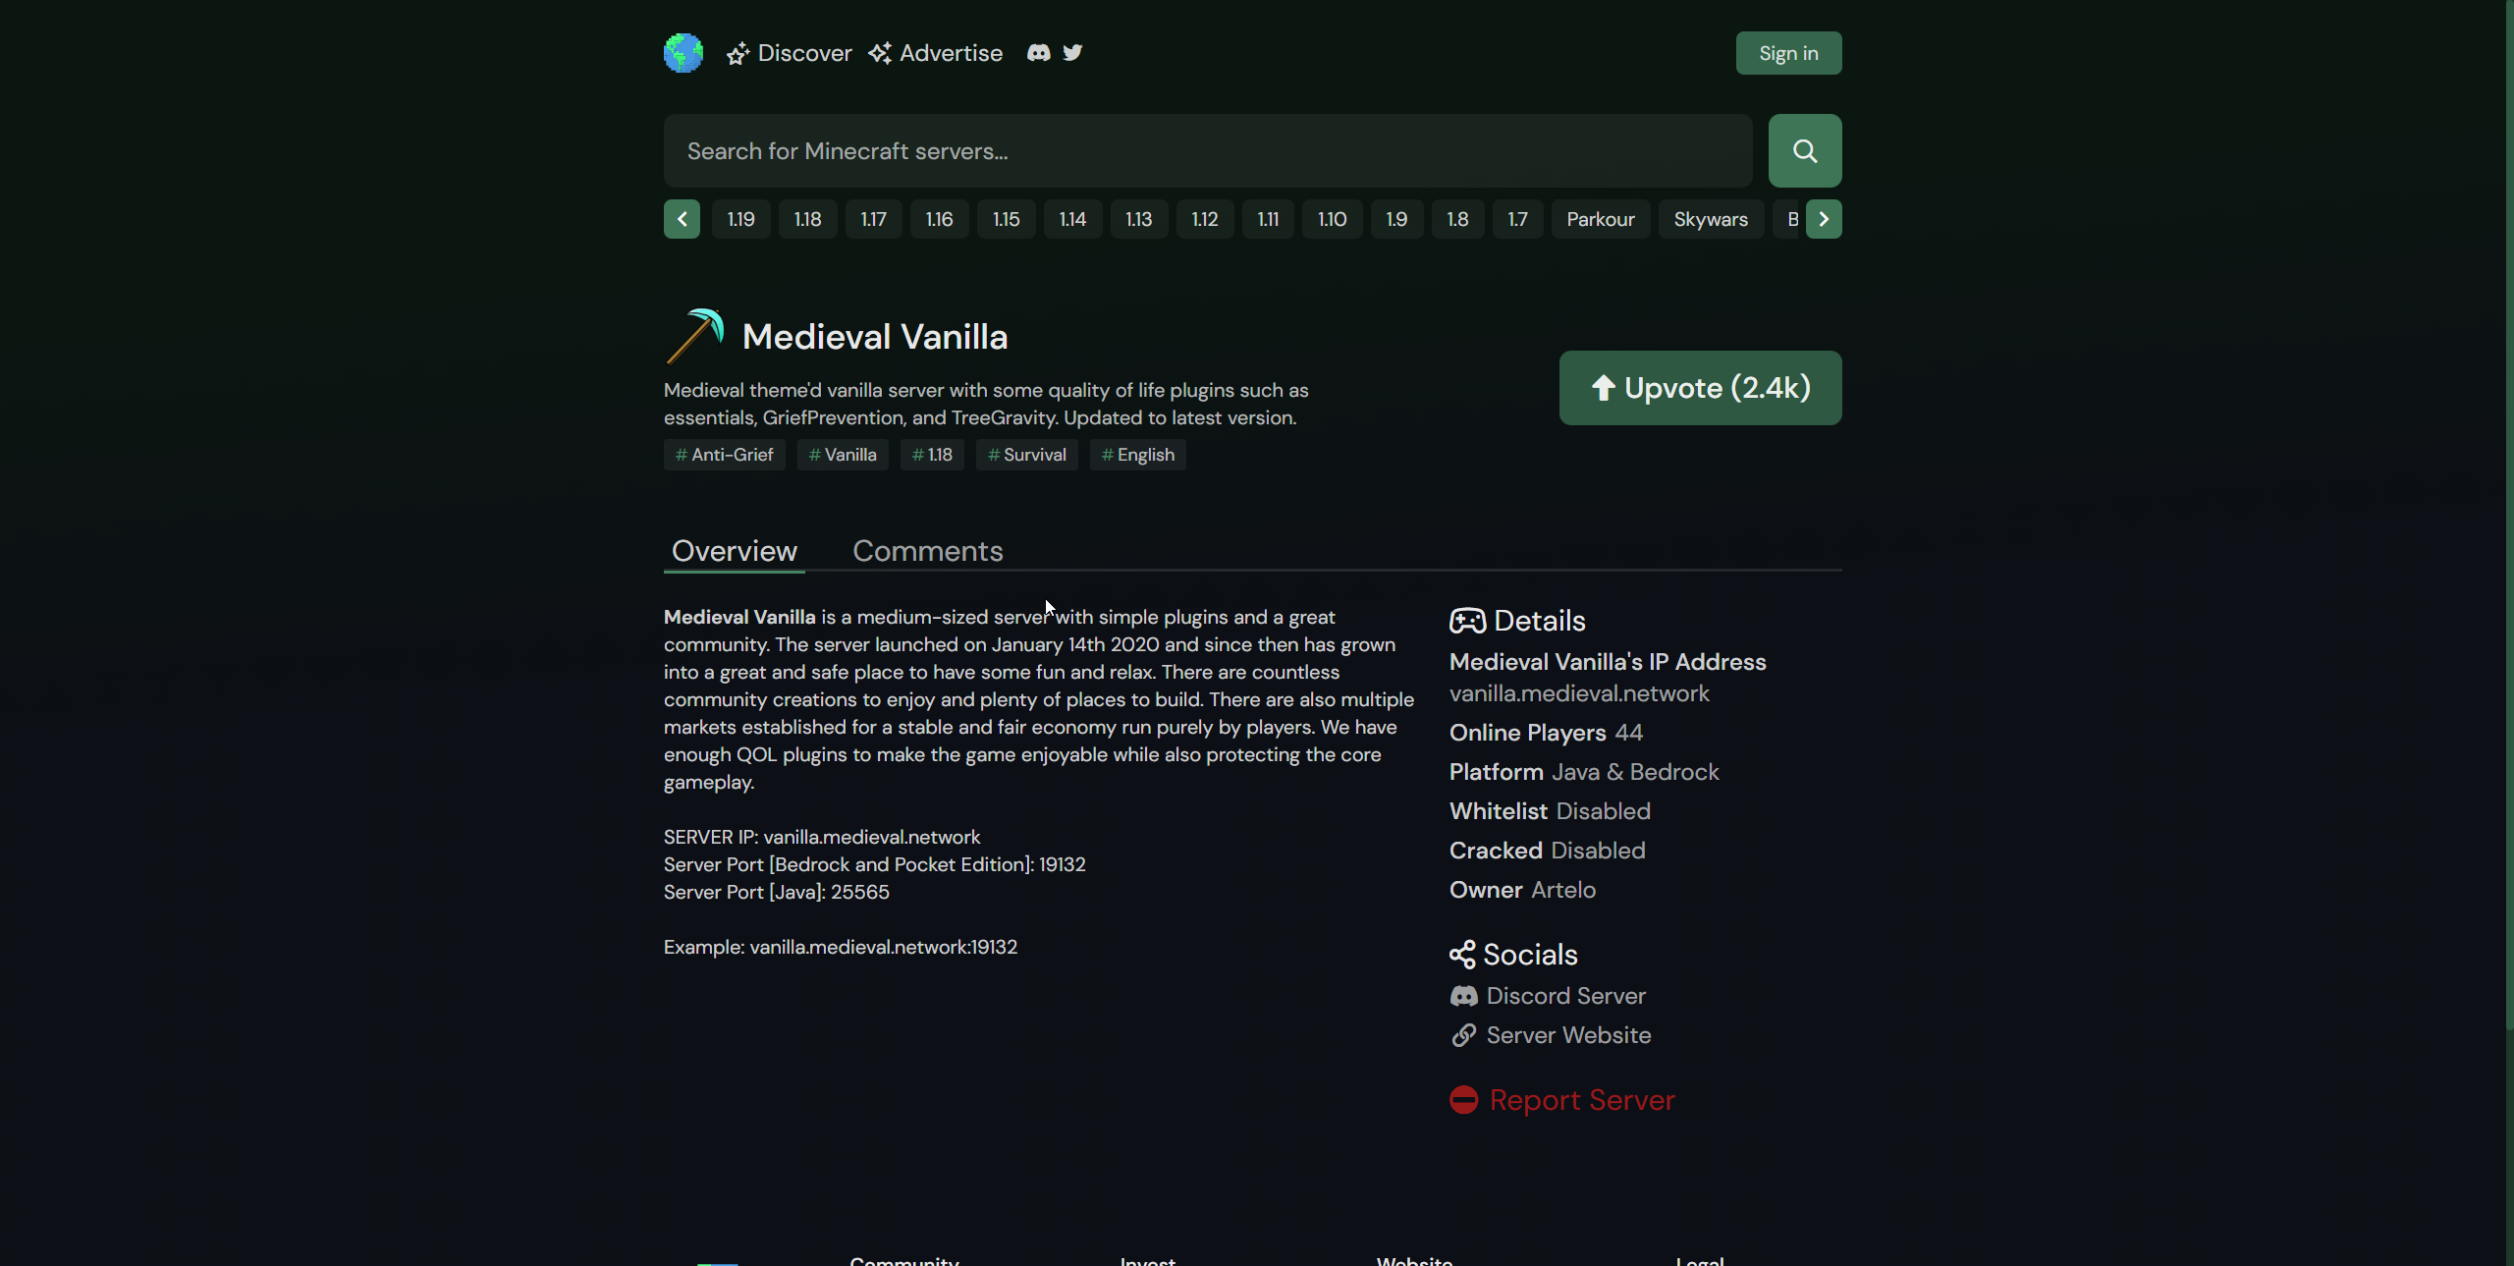 Discover Advertise
Sign in
Search for Minecraft servers...
1.19 1.18 1.17 1.16 1.15 1.14 1.13 1.12 1.11 1.10 1.9 1.8 1.7 Parkour Skywars B
Medieval Vanilla
Medieval theme'd vanilla server with some quality of life plugins such as
essentials, GriefPrevention, and TreeGravity. Updated to latest version.
Upvote (2.4k)
# Anti-Grief # Vanilla # 1.18 # Survival # English
Overview Comments
Medieval Vanilla is a medium-sized server with simple plugins and a great
community. The server launched on January 14th 2020 and since then has grown
into a great and safe place to have some fun and relax. There are countless
community creations to enjoy and plenty of places to build. There are also multiple
markets established for a stable and fair economy run purely by players. We have
enough QOL plugins to make the game enjoyable while also protecting the core
gameplay.
SERVER IP: vanilla.medieval.network
Server Port [Bedrock and Pocket Edition]: 19132
Server Port [Java]: 25565
Example: vanilla.medieval.network:19132
Details
Medieval Vanilla's IP Address
vanilla.medieval.network
Online Players 44
Platform Java & Bedrock
Whitelist Disabled
Cracked Disabled
Owner Artelo
Socials
Discord Server
Server Website
Report Server
Community Invest Website Legal